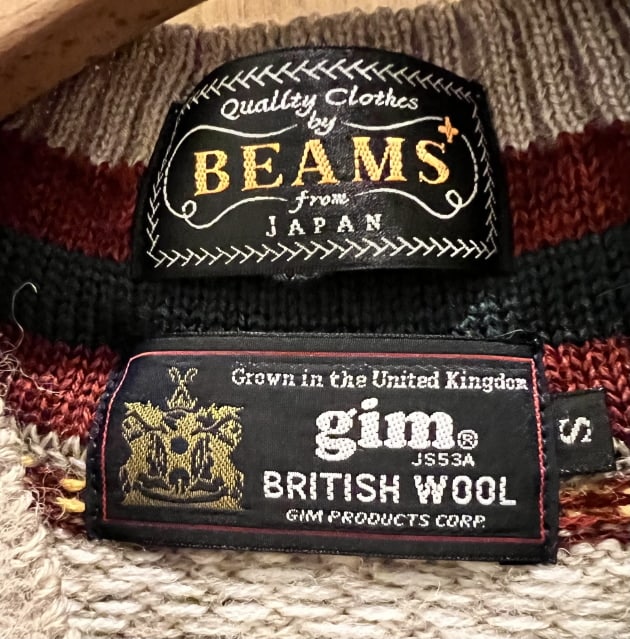 Quality Clothes
by
BEAMS+
from
JAPAN
Grown in the United Kingdom
gim®
JS53A
BRITISH WOOL
GIM PRODUCTS CORP.
S